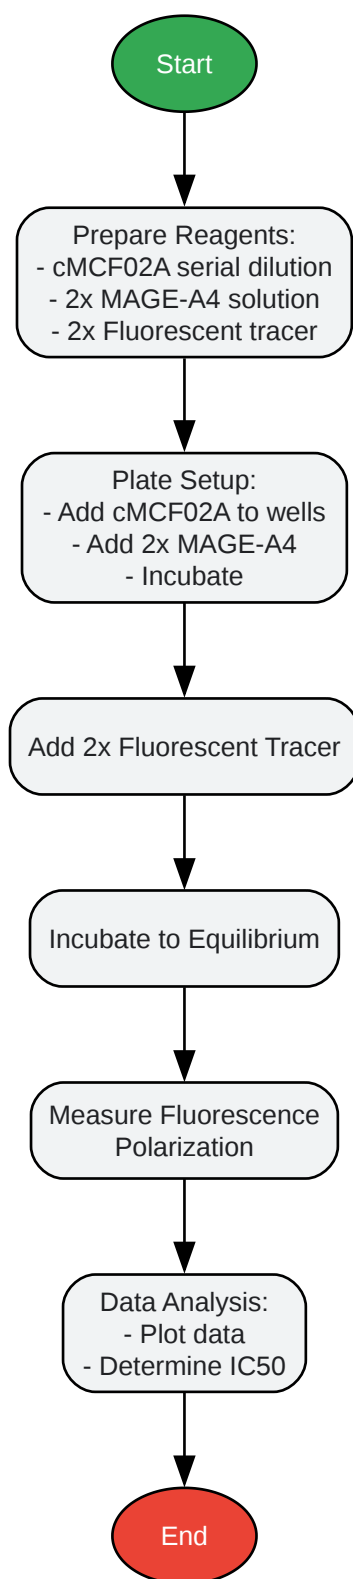 Start
Prepare Reagents:
- cMCF02A serial dilution
- 2x MAGE-A4 solution
- 2x Fluorescent tracer
Plate Setup:
- Add cMCF02A to wells
- Add 2x MAGE-A4
- Incubate
Add 2x Fluorescent Tracer
Incubate to Equilibrium
Measure Fluorescence
Polarization
Data Analysis:
- Plot data
- Determine IC50
End